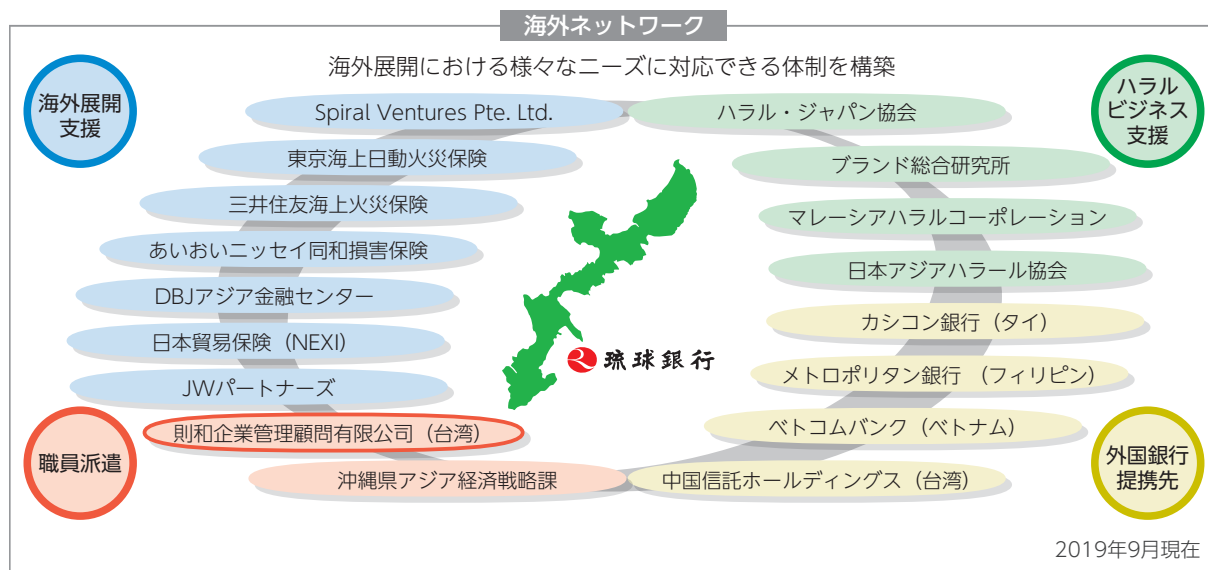 海外ネットワーク
海外展開における様々なニーズに対応できる体制を構築
海外展開
支援
Spiral Ventures Pte. Ltd.
東京海上日動火災保険
三井住友海上火災保険
あいおいニッセイ同和損害保険
DBJアジア金融センター
日本貿易保険（NEXI）
JWパートナーズ
職員派遣
則和企業管理顧問有限公司（台湾）
沖縄県アジア経済戦略課
琉球銀行
ハラル
ビジネス
支援
ハラル・ジャパン協会
ブランド総合研究所
マレーシアハラルコーポレーション
日本アジアハラール協会
カシコン銀行（タイ）
メトロポリタン銀行 （フィリピン）
ベトコムバンク（ベトナム）
中国信託ホールディングス（台湾）
外国銀行
提携先
2019年9月現在